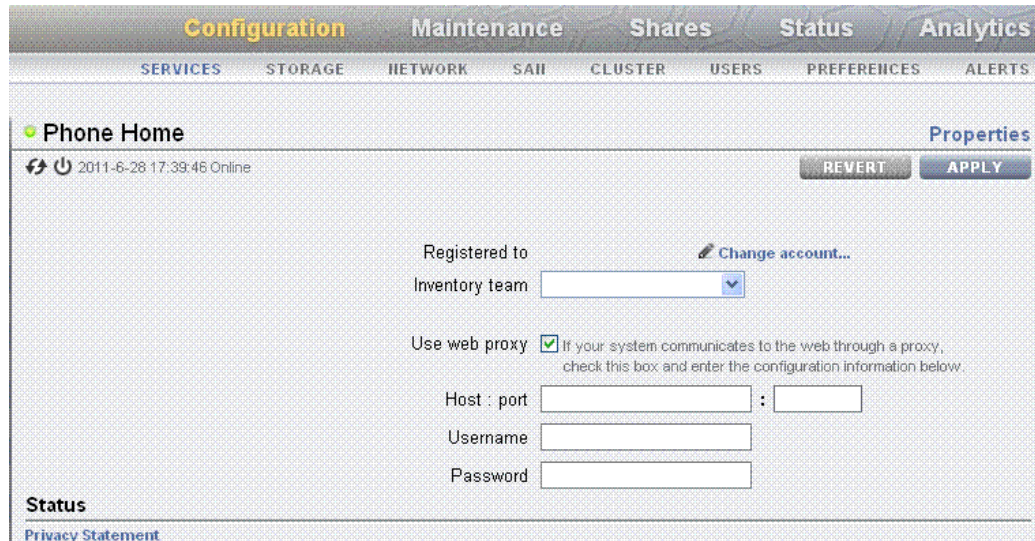 Configuration Maintenance Shares Status Analytics
SERVICES STORAGE NETWORK SAN CLUSTER USERS PREFERENCES ALERTS
Phone Home Properties
2011-6-28 17:39:46 Online REVERT APPLY
Registered to Change account...
Inventory team
Use web proxy If your system communicates to the web through a proxy,
check this box and enter the configuration information below.
Host : port :
Username
Password
Status
Privacy Statement